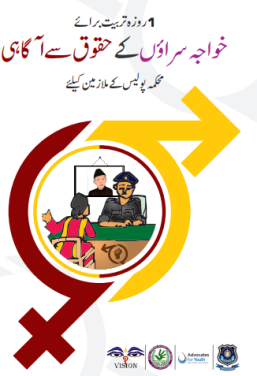 1 روزہ تربیت برائے
خواجہ سراؤں کے حقوق سے آگاہی
محکمہ پولیس کے ملازمین کیلئے
VISION
Advocates
for Youth